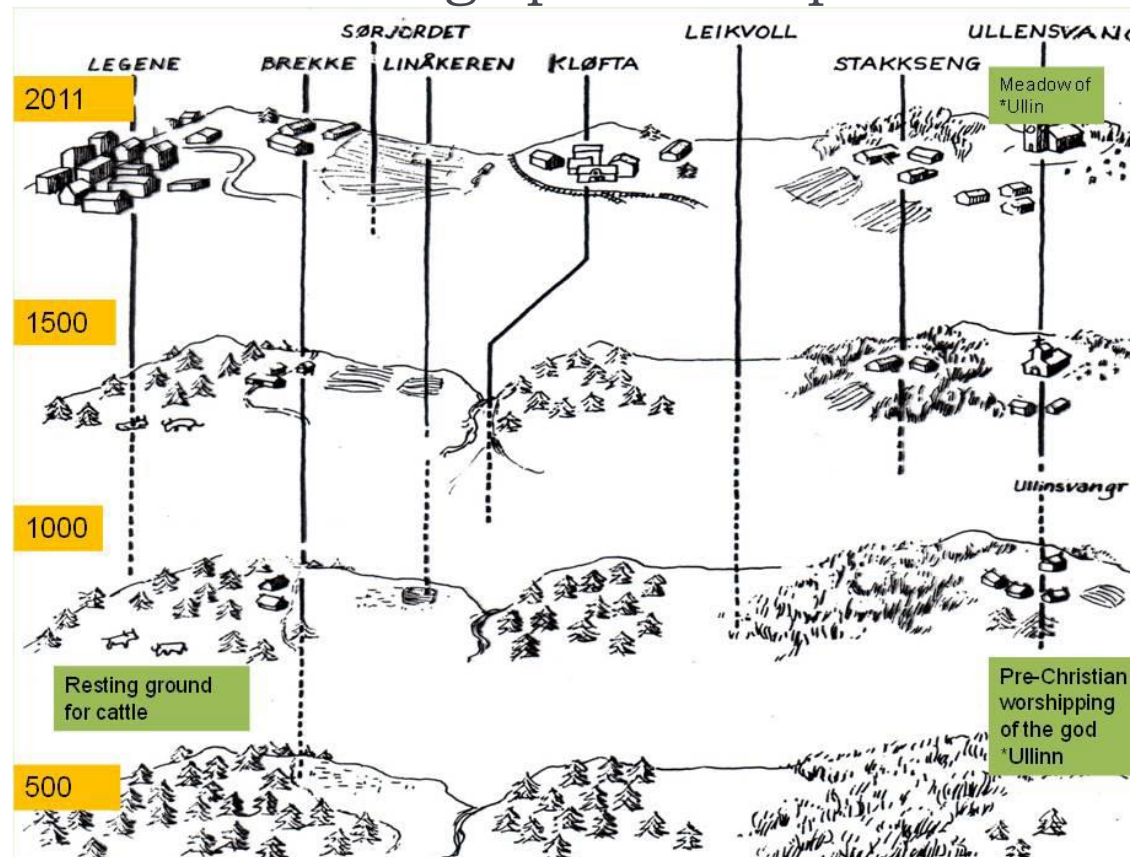 SØRJORDET
LEIKVOLL
LEGENE
BREKKE
LINÅKEREN
KLØFTA
STAKKSENG
2011
Meadow of
*Ullin
1500
Ullinsvangr
1000
Resting ground
for cattle
Pre-Christian
worshipping
of the god
*Ullinn
500